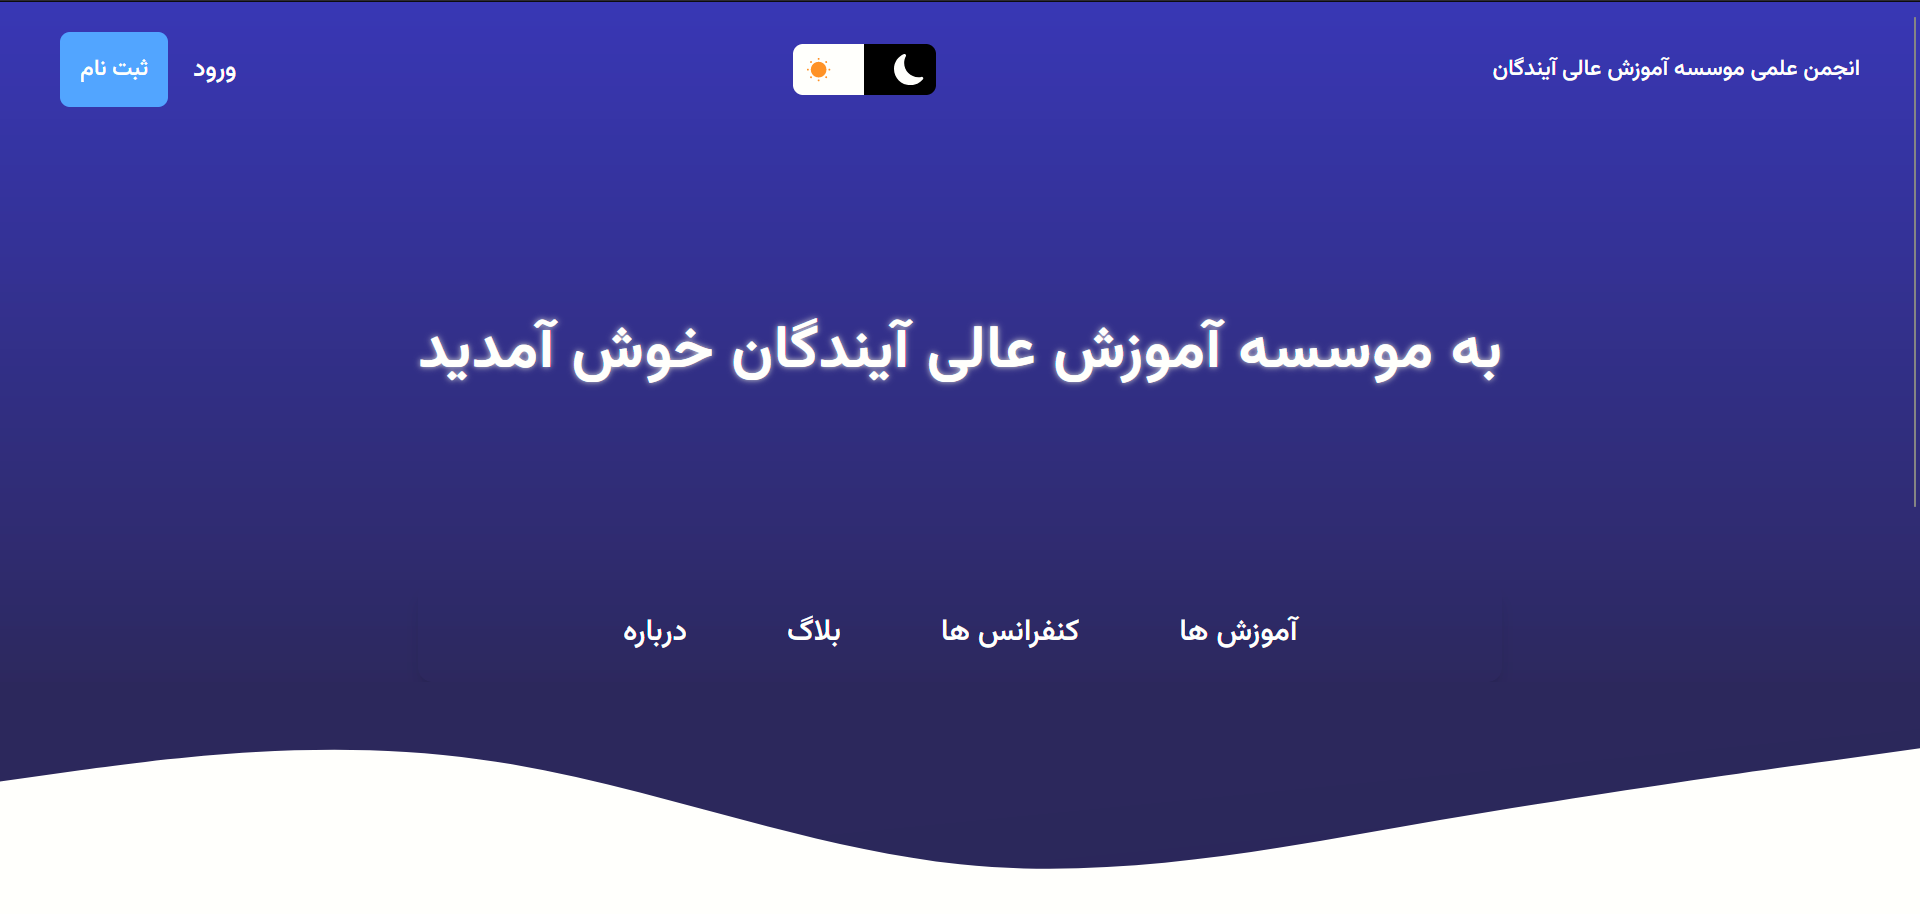 انجمن علمی موسسه آموزش عالی آیندگان
ورود
ثبت نام
به موسسه آموزش عالی آیندگان خوش آمدید
آموزش ها
کنفرانس ها
بلاگ
درباره